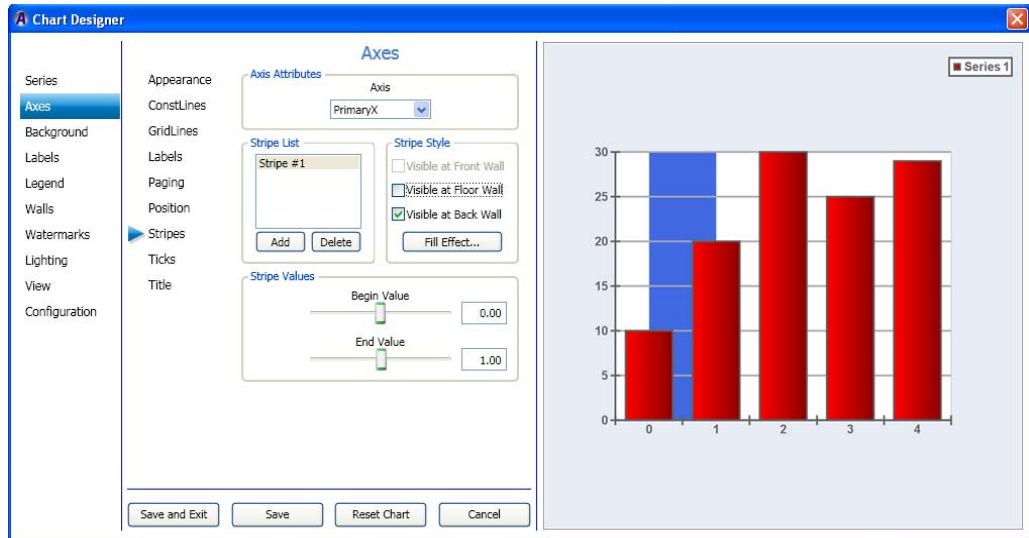 Chart Designer
Series
Axes
Background
Labels
Legend
Walls
Watermarks
Lighting
View
Configuration
Appearance
ConstLines
GridLines
Labels
Paging
Position
Stripes
Ticks
Title
Axes
Axis Attributes
Axis
PrimaryX
Stripe List
Stripe #1
Add
Delete
Stripe Style
Visible at Front Wall
Visible at Floor Wall
Visible at Back Wall
Fill Effect...
Stripe Values
Begin Value
0.00
End Value
1.00
Save and Exit
Save
Reset Chart
Cancel
Series 1
30
25
20
15
10
5
0
0 1 2 3 4